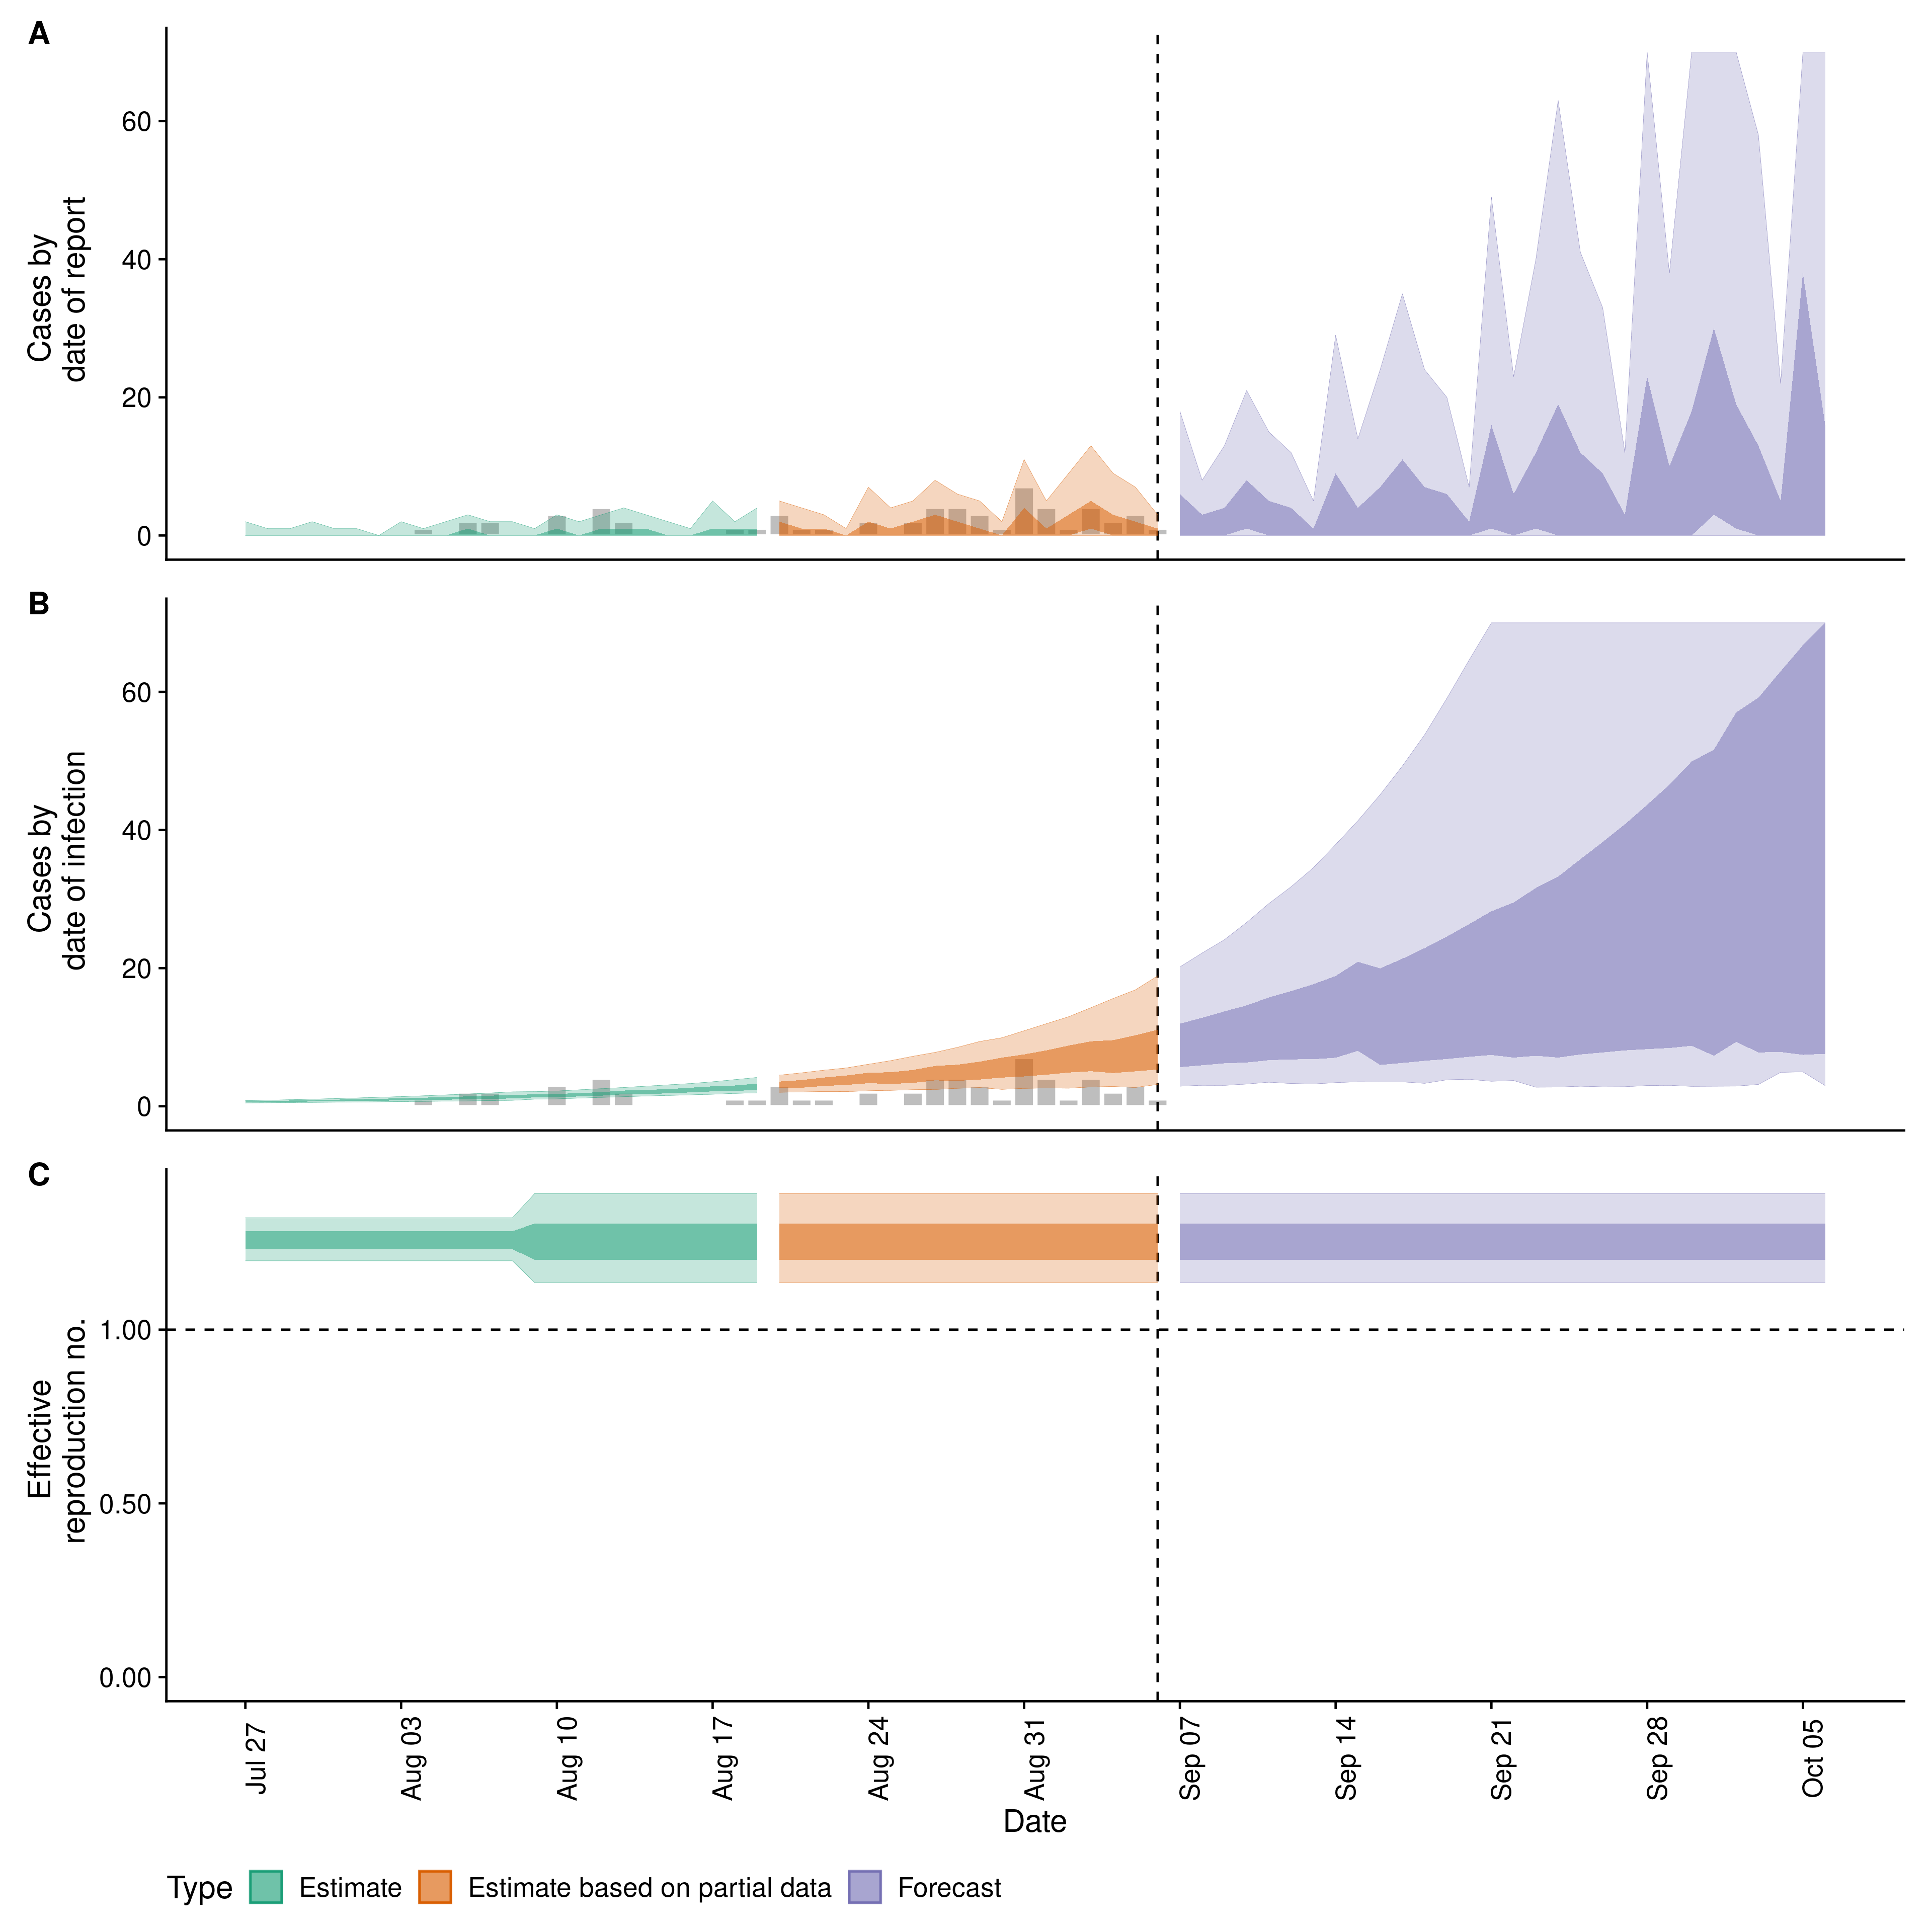 A
Cases by
date of report
60
40
20
0
B
Cases by
date of infection
60
40
20
0
C
Effective
reproduction no.
1.00
0.50
0.00
Jul 27
Aug 03
Aug 10
Aug 17
Aug 24
Aug 31
Sep 07
Sep 14
Sep 21
Sep 28
Oct 05
Date
Type Estimate Estimate based on partial data Forecast